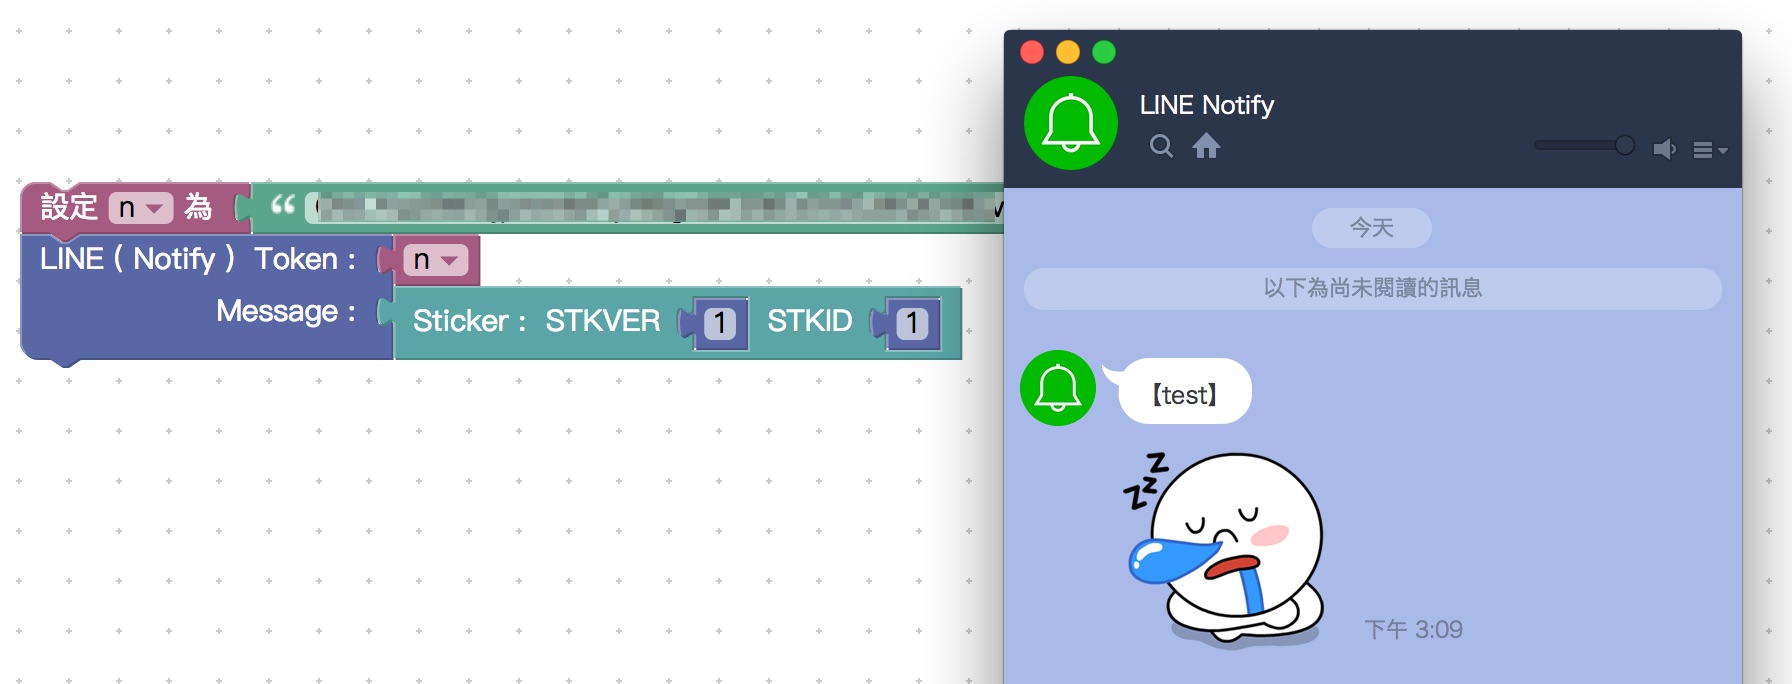 設定 n 為 “
LINE ( Notify ) Token : n
Message : Sticker : STKVER 1 STKID 1
LINE Notify
今天
以下為尚未閱讀的訊息
【test】
z z z
下午 3:09